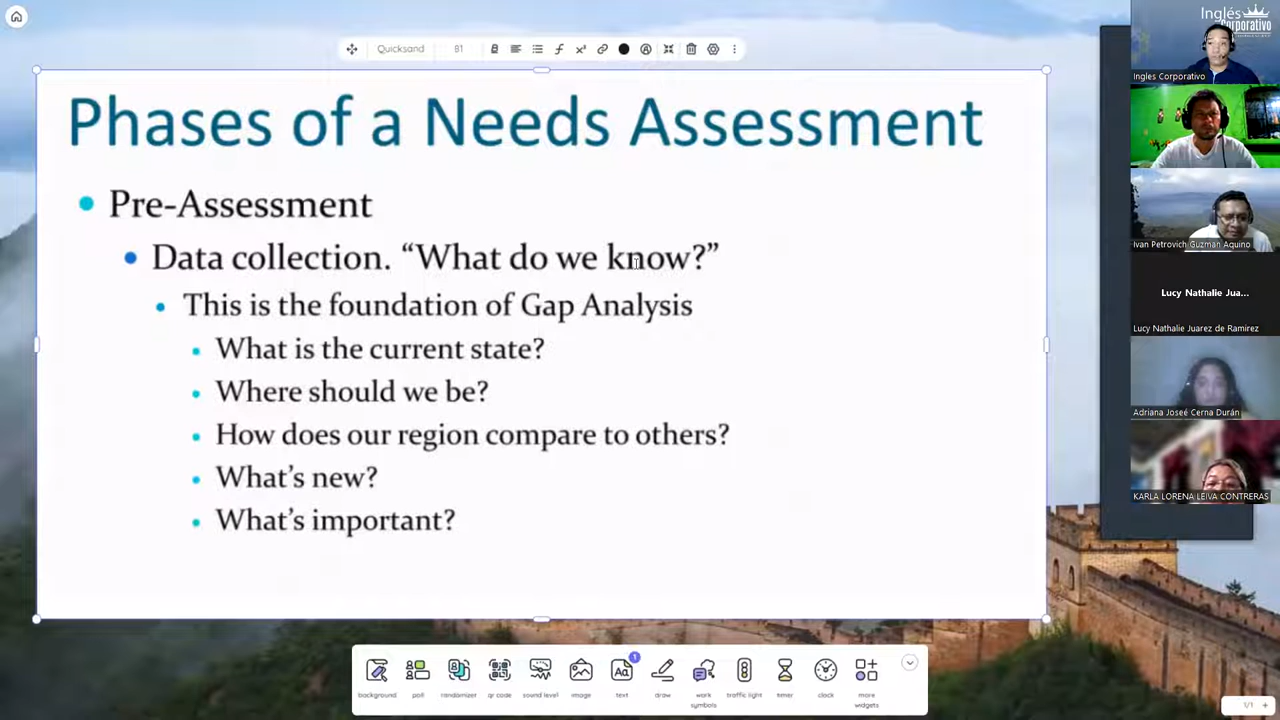 Quicksand 81
Phases of a Needs Assessment
Pre-Assessment
Data collection. “What do we know?”
This is the foundation of Gap Analysis
What is the current state?
Where should we be?
How does our region compare to others?
What’s new?
What’s important?
Inglés
Corporativo
Ingles Corporativo
Ivan Petrovich Guzman Aquino
Lucy Nathalie Jua...
Lucy Nathalie Juarez de Ramirez
Adriana Joseé Cerna Durán
KARLA LORENA LEIVA CONTRERAS
1
background poll randomizer qr code sound level image text draw work symbols traffic light timer clock more widgets
1/1